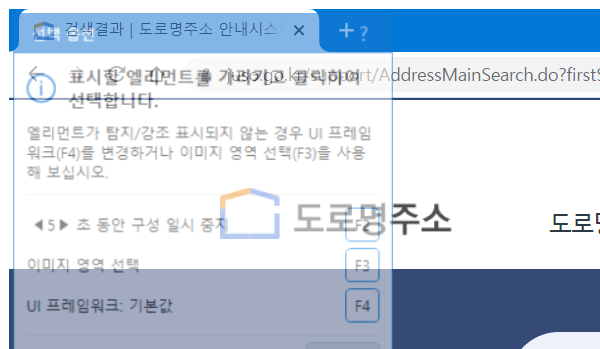 검색결과 | 도로명주소 안내시스
선택 옵션
?
표시할 엘리먼트를 가리키고 클릭하여
선택합니다.
juso.go.kr/support/AddressMainSearch.do?firstS
엘리먼트가 탐지/강조 표시되지 않는 경우 UI 프레임
워크(F4)를 변경하거나 이미지 영역 선택(F3)을 사용
해 보십시오.
5 초 동안 구성 일시 중지 F2
도로명주소
도로명
이미지 영역 선택 F3
UI 프레임워크: 기본값 F4